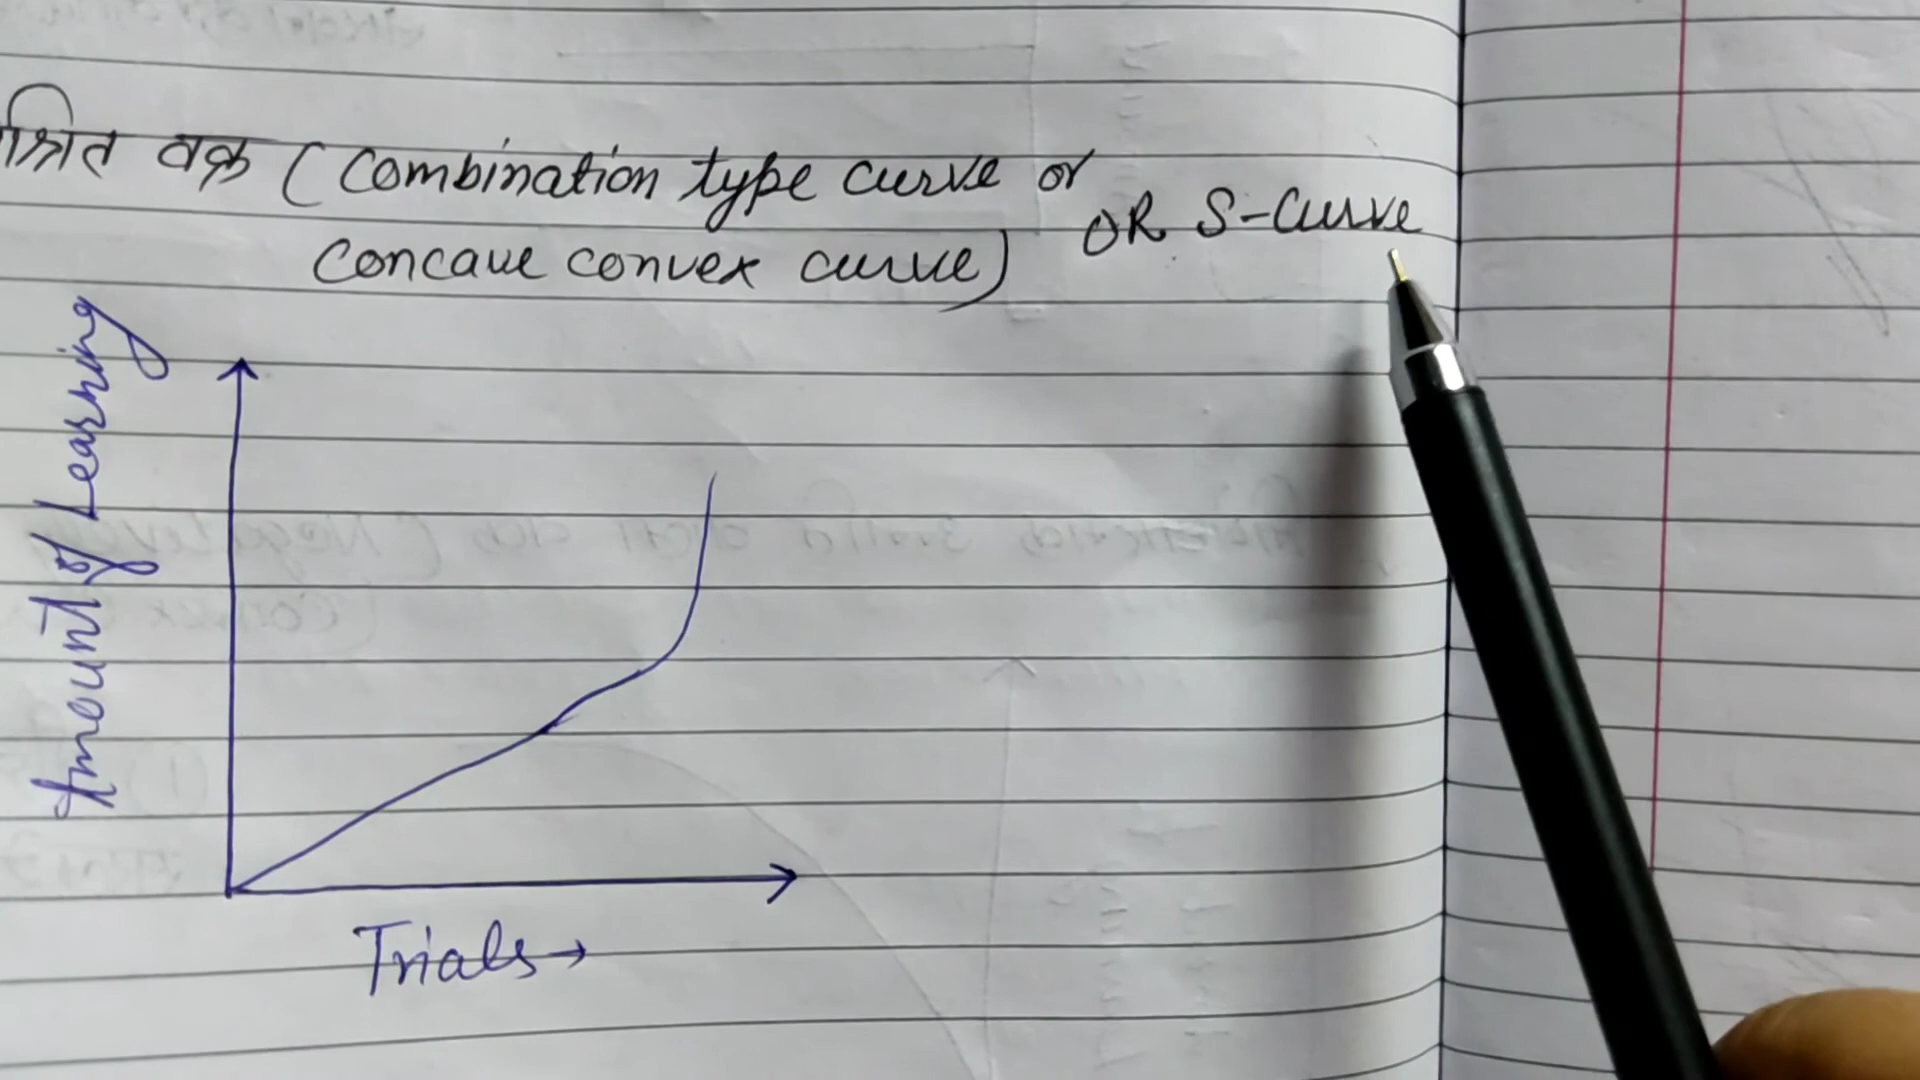 वक्र (Combination type curve or
OR S-Curve
Concave convex curve)
Amount of Learning
Trials→